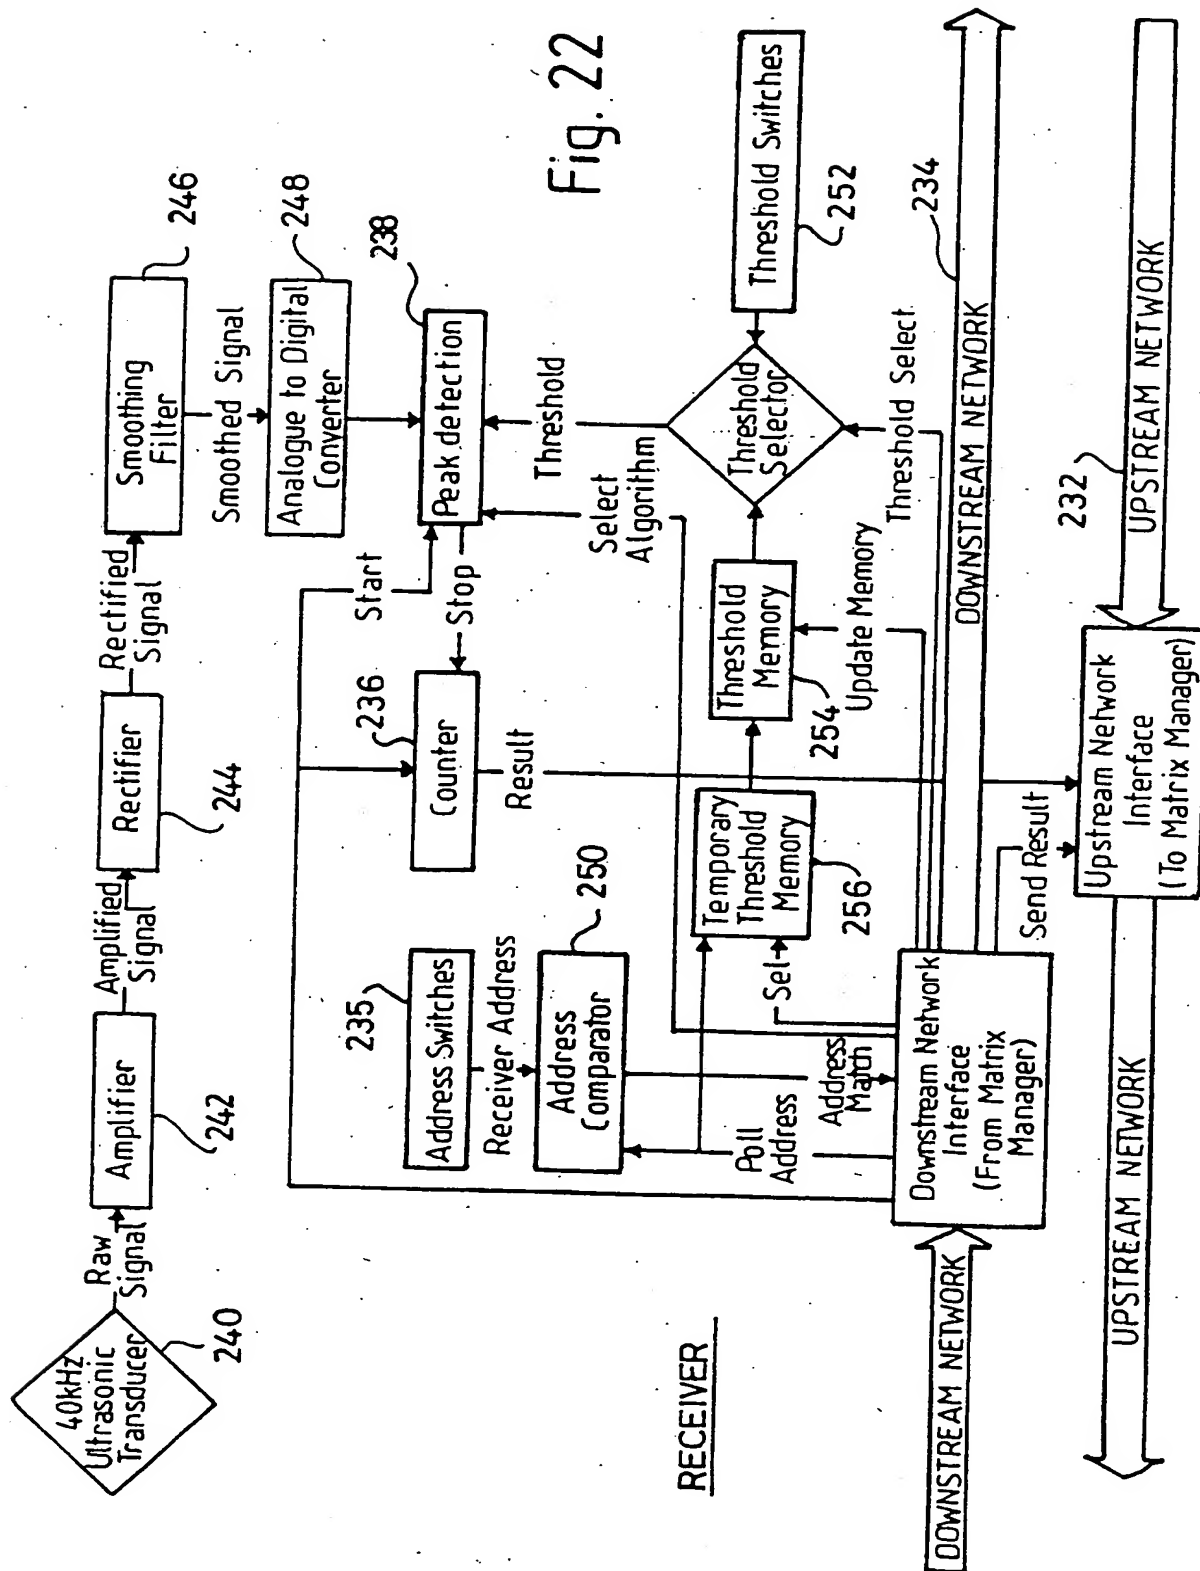 40kHz
Ultrasonic
Transducer
240
Raw
Signal
Amplifier
242
Amplified
Signal
Rectifier
244
Rectified
Signal
Smoothing
Filter
246
Smoothed Signal
Analogue to Digital
Converter
248
Peak detection
238
Start
Stop
Counter
236
Result
Select
Algorithm
Threshold
Fig. 22
Address Switches
235
Receiver Address
Address
Comparator
250
Poll
Address
Address
Match
Temporary
Threshold
Memory
256
Sel
Threshold
Memory
254
Update Memory
Threshold
Selector
Threshold Switches
252
Threshold Select
RECEIVER
DOWNSTREAM NETWORK
Downstream Network
Interface
(From Matrix
Manager)
DOWNSTREAM NETWORK
234
Send Result
Upstream Network
Interface
(To Matrix Manager)
UPSTREAM NETWORK
UPSTREAM NETWORK
232